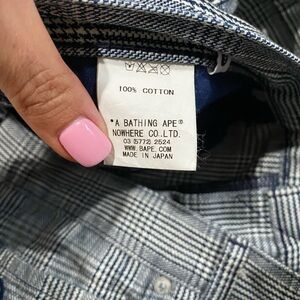 100% COTTON
*A BATHING APE®
NOWHERE CO.,LTD.
03 (5772) 2524
WWW.BAPE.COM
MADE IN JAPAN